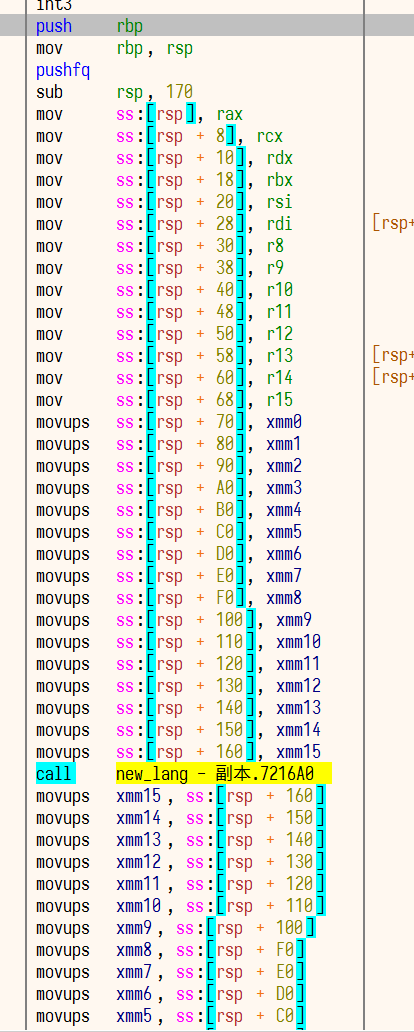 int3
push rbp
mov rbp, rsp
pushfq
sub rsp, 170
mov ss:[rsp], rax
mov ss:[rsp + 8], rcx
mov ss:[rsp + 10], rdx
mov ss:[rsp + 18], rbx
mov ss:[rsp + 20], rsi
mov ss:[rsp + 28], rdi [rsp+
mov ss:[rsp + 30], r8
mov ss:[rsp + 38], r9
mov ss:[rsp + 40], r10
mov ss:[rsp + 48], r11
mov ss:[rsp + 50], r12
mov ss:[rsp + 58], r13 [rsp+
mov ss:[rsp + 60], r14 [rsp+
mov ss:[rsp + 68], r15
movups ss:[rsp + 70], xmm0
movups ss:[rsp + 80], xmm1
movups ss:[rsp + 90], xmm2
movups ss:[rsp + A0], xmm3
movups ss:[rsp + B0], xmm4
movups ss:[rsp + C0], xmm5
movups ss:[rsp + D0], xmm6
movups ss:[rsp + E0], xmm7
movups ss:[rsp + F0], xmm8
movups ss:[rsp + 100], xmm9
movups ss:[rsp + 110], xmm10
movups ss:[rsp + 120], xmm11
movups ss:[rsp + 130], xmm12
movups ss:[rsp + 140], xmm13
movups ss:[rsp + 150], xmm14
movups ss:[rsp + 160], xmm15
call new_lang - 副本.7216A0
movups xmm15, ss:[rsp + 160]
movups xmm14, ss:[rsp + 150]
movups xmm13, ss:[rsp + 140]
movups xmm12, ss:[rsp + 130]
movups xmm11, ss:[rsp + 120]
movups xmm10, ss:[rsp + 110]
movups xmm9, ss:[rsp + 100]
movups xmm8, ss:[rsp + F0]
movups xmm7, ss:[rsp + E0]
movups xmm6, ss:[rsp + D0]
movups xmm5, ss:[rsp + C0]